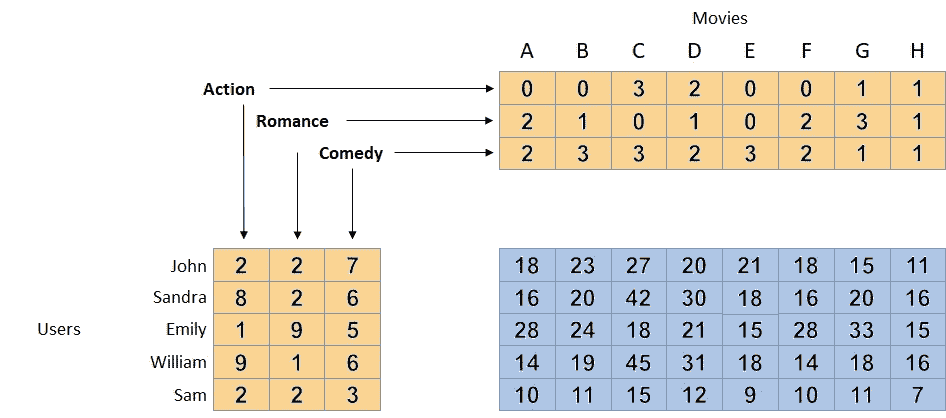 Movies
A B C D E F G H
Action 0 0 3 2 0 0 1 1
Romance 2 1 0 1 0 2 3 1
Comedy 2 3 3 2 3 2 1 1
John 2 2 7 18 23 27 20 21 18 15 11
Sandra 8 2 6 16 20 42 30 18 16 20 16
Users Emily 1 9 5 28 24 18 21 15 28 33 15
William 9 1 6 14 19 45 31 18 14 18 16
Sam 2 2 3 10 11 15 12 9 10 11 7